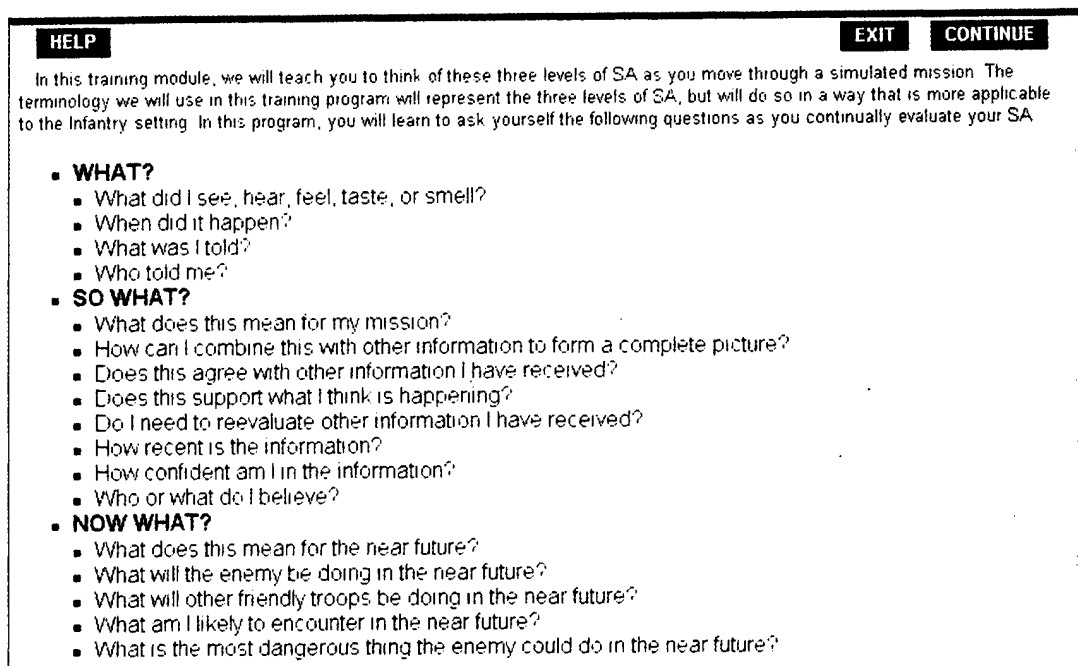 HELP EXIT CONTINUE
In this training module, we will teach you to think of these three levels of SA as you move through a simulated mission. The
terminology we will use in this training program will represent the three levels of SA, but will do so in a way that is more applicable
to the Infantry setting. In this program, you will learn to ask yourself the following questions as you continually evaluate your SA
▪ WHAT?
▪ What did I see, hear, feel, taste, or smell?
▪ When did it happen?
▪ What was I told?
▪ Who told me?
▪ SO WHAT?
▪ What does this mean for my mission?
▪ How can I combine this with other information to form a complete picture?
▪ Does this agree with other information I have received?
▪ Does this support what I think is happening?
▪ Do I need to reevaluate other information I have received?
▪ How recent is the information?
▪ How confident am I in the information?
▪ Who or what do I believe?
▪ NOW WHAT?
▪ What does this mean for the near future?
▪ What will the enemy be doing in the near future?
▪ What will other friendly troops be doing in the near future?
▪ What am I likely to encounter in the near future?
▪ What is the most dangerous thing the enemy could do in the near future?